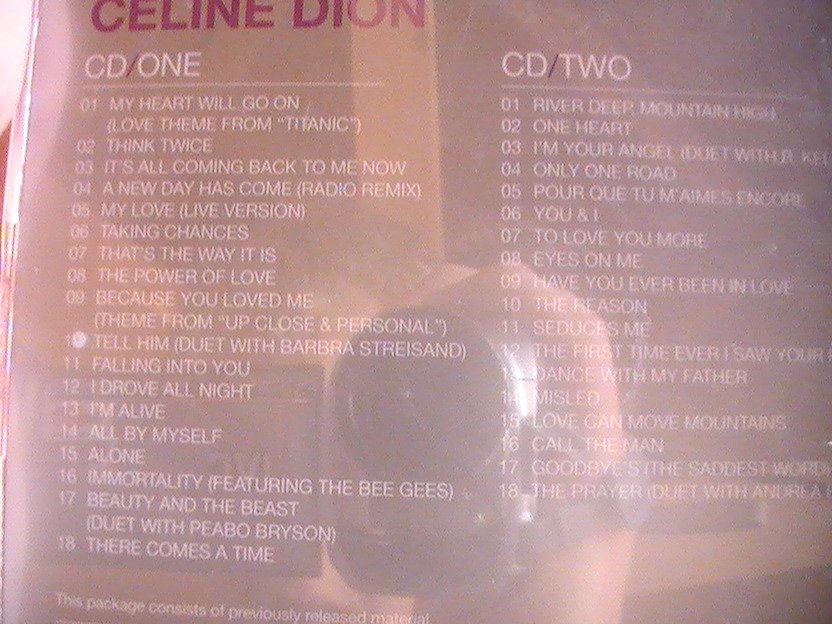 CELINE DION
CD/ONE
01 MY HEART WILL GO ON
(LOVE THEME FROM "TITANIC")
02 THINK TWICE
03 IT'S ALL COMING BACK TO ME NOW
04 A NEW DAY HAS COME (RADIO REMIX)
05 MY LOVE (LIVE VERSION)
06 TAKING CHANCES
07 THAT'S THE WAY IT IS
08 THE POWER OF LOVE
09 BECAUSE YOU LOVED ME
(THEME FROM "UP CLOSE & PERSONAL")
TELL HIM (DUET WITH BARBRA STREISAND)
11 FALLING INTO YOU
12 I DROVE ALL NIGHT
13 I'M ALIVE
14 ALL BY MYSELF
15 ALONE
16 IMMORTALITY (FEATURING THE BEE GEES)
17 BEAUTY AND THE BEAST
(DUET WITH PEABO BRYSON)
18 THERE COMES A TIME
CD/TWO
01 RIVER DEEP, MOUNTAIN HIGH
02 ONE HEART
03 I'M YOUR ANGEL (DUET WITH R. KEL
04 ONLY ONE ROAD
05 POUR QUE TU M'AIMES ENCORE
06 YOU & I
07 TO LOVE YOU MORE
08 EYES ON ME
09 HAVE YOU EVER BEEN IN LOVE
10 THE REASON
11 SEDUCES ME
12 THE FIRST TIME EVER I SAW YOUR
13 DANCE WITH MY FATHER
14 MISLED
15 LOVE CAN MOVE MOUNTAINS
16 CALL THE MAN
17 GOODBYE'S (THE SADDEST WORD)
18 THE PRAYER (DUET WITH ANDREA
This package consists of previously released material.